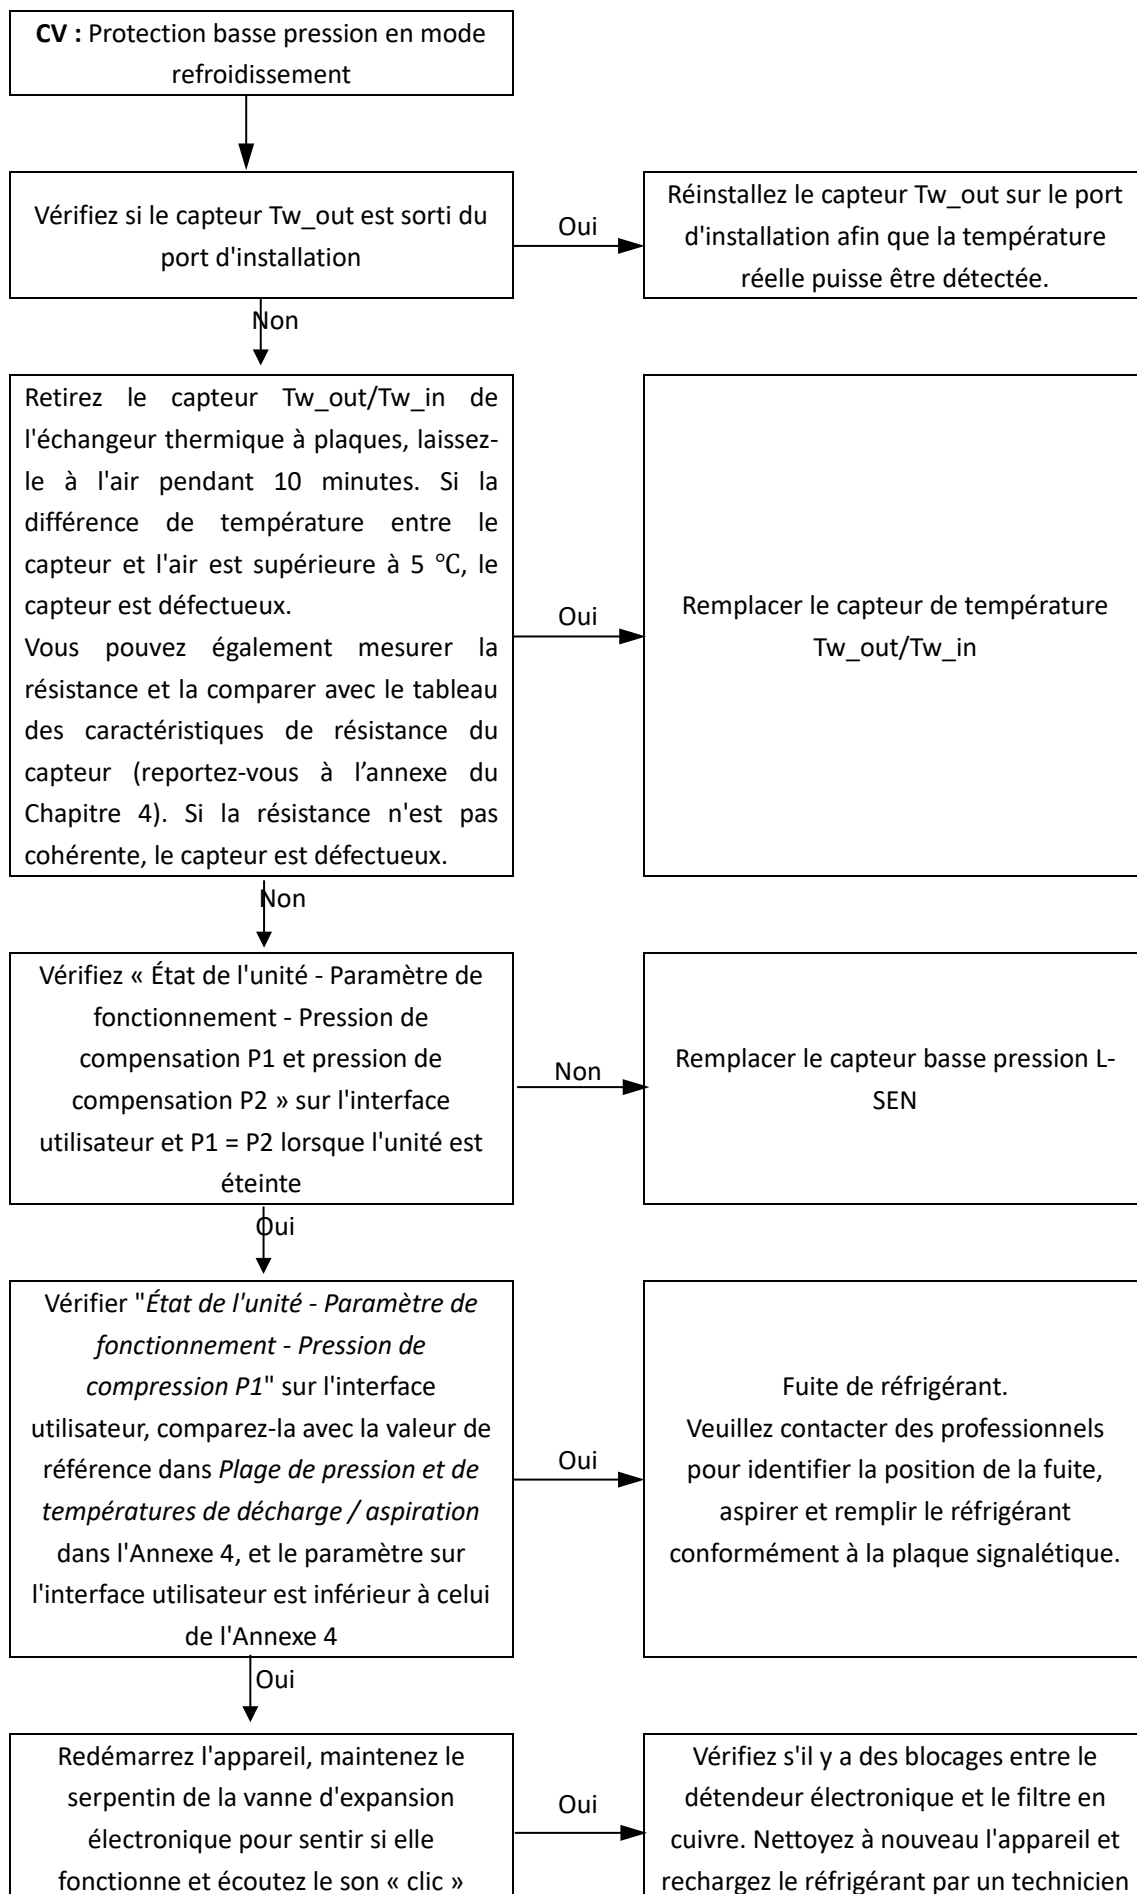 CV : Protection basse pression en mode
refroidissement
Vérifiez si le capteur Tw_out est sorti du
port d'installation
Oui
Réinstallez le capteur Tw_out sur le port
d'installation afin que la température
réelle puisse être détectée.
Non
Retirez le capteur Tw_out/Tw_in de
l'échangeur thermique à plaques, laissez-
le à l'air pendant 10 minutes. Si la
différence de température entre le
capteur et l'air est supérieure à 5 ℃, le
capteur est défectueux.
Vous pouvez également mesurer la
résistance et la comparer avec le tableau
des caractéristiques de résistance du
capteur (reportez-vous à l’annexe du
Chapitre 4). Si la résistance n'est pas
cohérente, le capteur est défectueux.
Oui
Remplacer le capteur de température
Tw_out/Tw_in
Non
Vérifiez « État de l'unité - Paramètre de
fonctionnement - Pression de
compensation P1 et pression de
compensation P2 » sur l'interface
utilisateur et P1 = P2 lorsque l'unité est
éteinte
Non
Remplacer le capteur basse pression L-
SEN
Oui
Vérifier "État de l'unité - Paramètre de
fonctionnement - Pression de
compression P1" sur l'interface
utilisateur, comparez-la avec la valeur de
référence dans Plage de pression et de
températures de décharge / aspiration
dans l'Annexe 4, et le paramètre sur
l'interface utilisateur est inférieur à celui
de l'Annexe 4
Oui
Fuite de réfrigérant.
Veuillez contacter des professionnels
pour identifier la position de la fuite,
aspirer et remplir le réfrigérant
conformément à la plaque signalétique.
Oui
Redémarrez l'appareil, maintenez le
serpentin de la vanne d'expansion
électronique pour sentir si elle
fonctionne et écoutez le son « clic »
Oui
Vérifiez s'il y a des blocages entre le
détendeur électronique et le filtre en
cuivre. Nettoyez à nouveau l'appareil et
rechargez le réfrigérant par un technicien